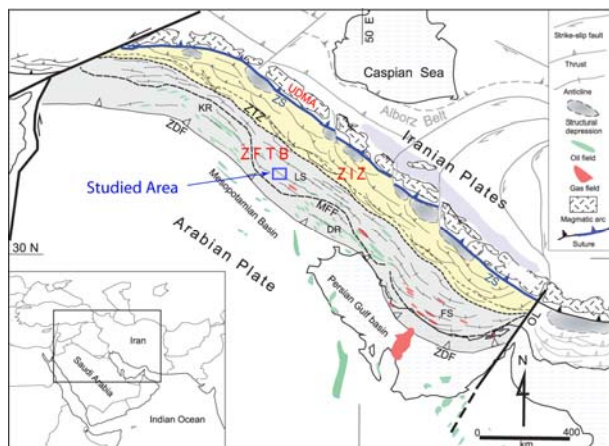 50 E
Caspian Sea
Strike-slip fault
Thrust
Anticline
Structural
depression
Oil field
Gas field
Magmatic arc
Suture
ZS
UDMA
Alborz Belt
Iranian Plates
KR
ZTZ
ZDF
ZFTB
ZIZ
Studied Area
LS
Mesopotamian Basin
MFF
DR
30 N
Arabian Plate
ZS
Persian Gulf basin
FS
OL
ZDF
N
Iran
Saudi Arabia
Indian Ocean
0
400
km